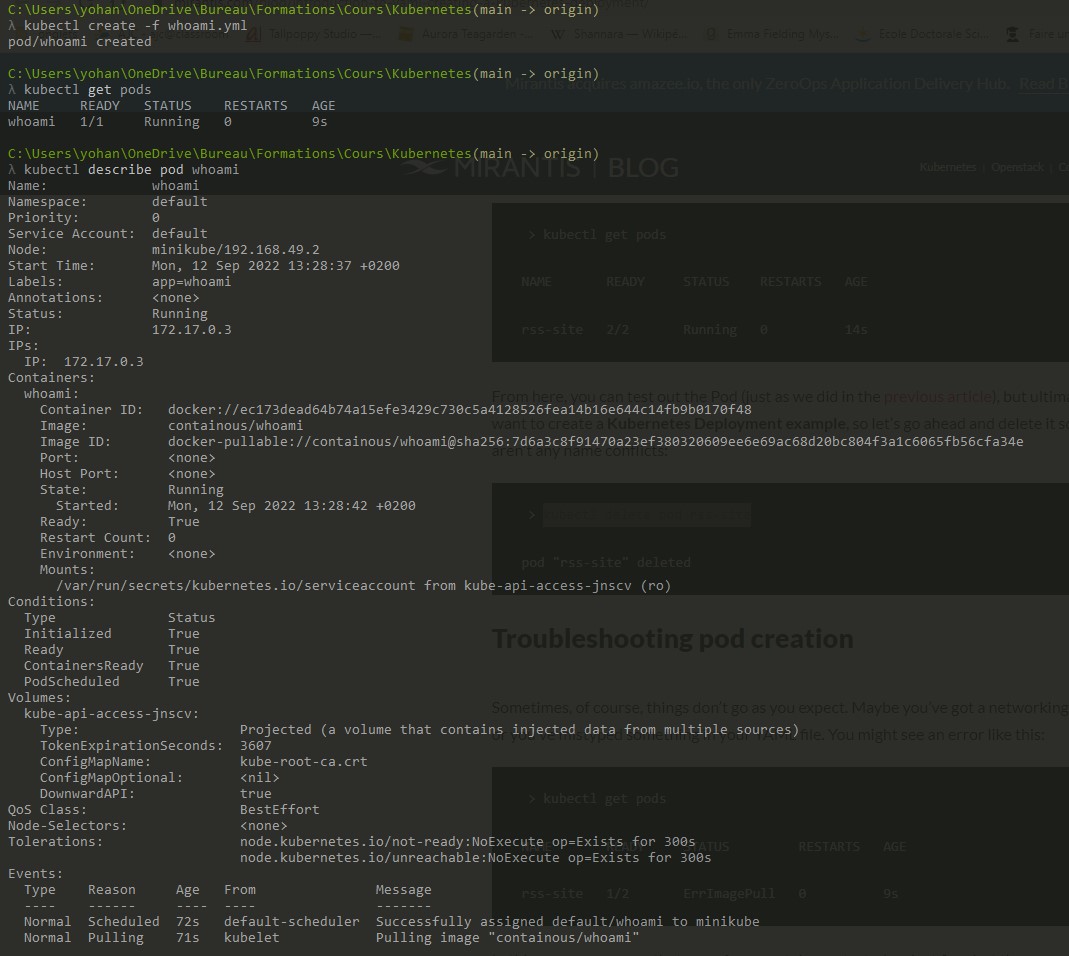 C:\Users\yohan\OneDrive\Bureau\Formations\Cours\Kubernetes(main -> origin)
λ kubectl create -f whoami.yml
pod/whoami created
C:\Users\yohan\OneDrive\Bureau\Formations\Cours\Kubernetes(main -> origin)
λ kubectl get pods
NAME     READY   STATUS    RESTARTS   AGE
whoami   1/1     Running   0          9s
C:\Users\yohan\OneDrive\Bureau\Formations\Cours\Kubernetes(main -> origin)
λ kubectl describe pod whoami
Name:             whoami
Namespace:        default
Priority:         0
Service Account:  default
Node:             minikube/192.168.49.2
Start Time:       Mon, 12 Sep 2022 13:28:37 +0200
Labels:           app=whoami
Annotations:      <none>
Status:           Running
IP:               172.17.0.3
IPs:
  IP:  172.17.0.3
Containers:
  whoami:
    Container ID:   docker://ec173dead64b74a15efe3429c730c5a4128526fea14b16e644c14fb9b0170f48
    Image:          containous/whoami
    Image ID:       docker-pullable://containous/whoami@sha256:7d6a3c8f91470a23ef380320609ee6e69ac68d20bc804f3a1c6065fb56cfa34e
    Port:           <none>
    Host Port:      <none>
    State:          Running
      Started:      Mon, 12 Sep 2022 13:28:42 +0200
    Ready:          True
    Restart Count:  0
    Environment:    <none>
    Mounts:
      /var/run/secrets/kubernetes.io/serviceaccount from kube-api-access-jnscv (ro)
Conditions:
  Type              Status
  Initialized       True
  Ready             True
  ContainersReady   True
  PodScheduled      True
Volumes:
  kube-api-access-jnscv:
    Type:                    Projected (a volume that contains injected data from multiple sources)
    TokenExpirationSeconds:  3607
    ConfigMapName:           kube-root-ca.crt
    ConfigMapOptional:       <nil>
    DownwardAPI:             true
QoS Class:                   BestEffort
Node-Selectors:              <none>
Tolerations:                 node.kubernetes.io/not-ready:NoExecute op=Exists for 300s
                             node.kubernetes.io/unreachable:NoExecute op=Exists for 300s
Events:
  Type    Reason     Age   From               Message
  ----    ------     ----  ----               -------
  Normal  Scheduled  72s   default-scheduler  Successfully assigned default/whoami to minikube
  Normal  Pulling    71s   kubelet            Pulling image "containous/whoami"
Mirantis acquires amazee.io, the only ZeroOps Application Delivery Hub.
MIRANTIS | BLOG
Kubernetes | Openstack
> kubectl get pods
NAME READY STATUS RESTARTS AGE
rss-site 2/2 Running 0 14s
From here, you can test out the Pod (just as we did in the previous article), but
want to create a Kubernetes Deployment example, so let's go ahead and delete it
aren't any name conflicts:
>
pod "rss-site" deleted
Troubleshooting pod creation
Sometimes, of course, things don't go as you expect. Maybe you've got a networking
or you've mistyped something in your YAML file. You might see an error like this:
> kubectl get pods
NAME READY STATUS RESTARTS AGE
rss-site 1/2 ErrImagePull 0 9s